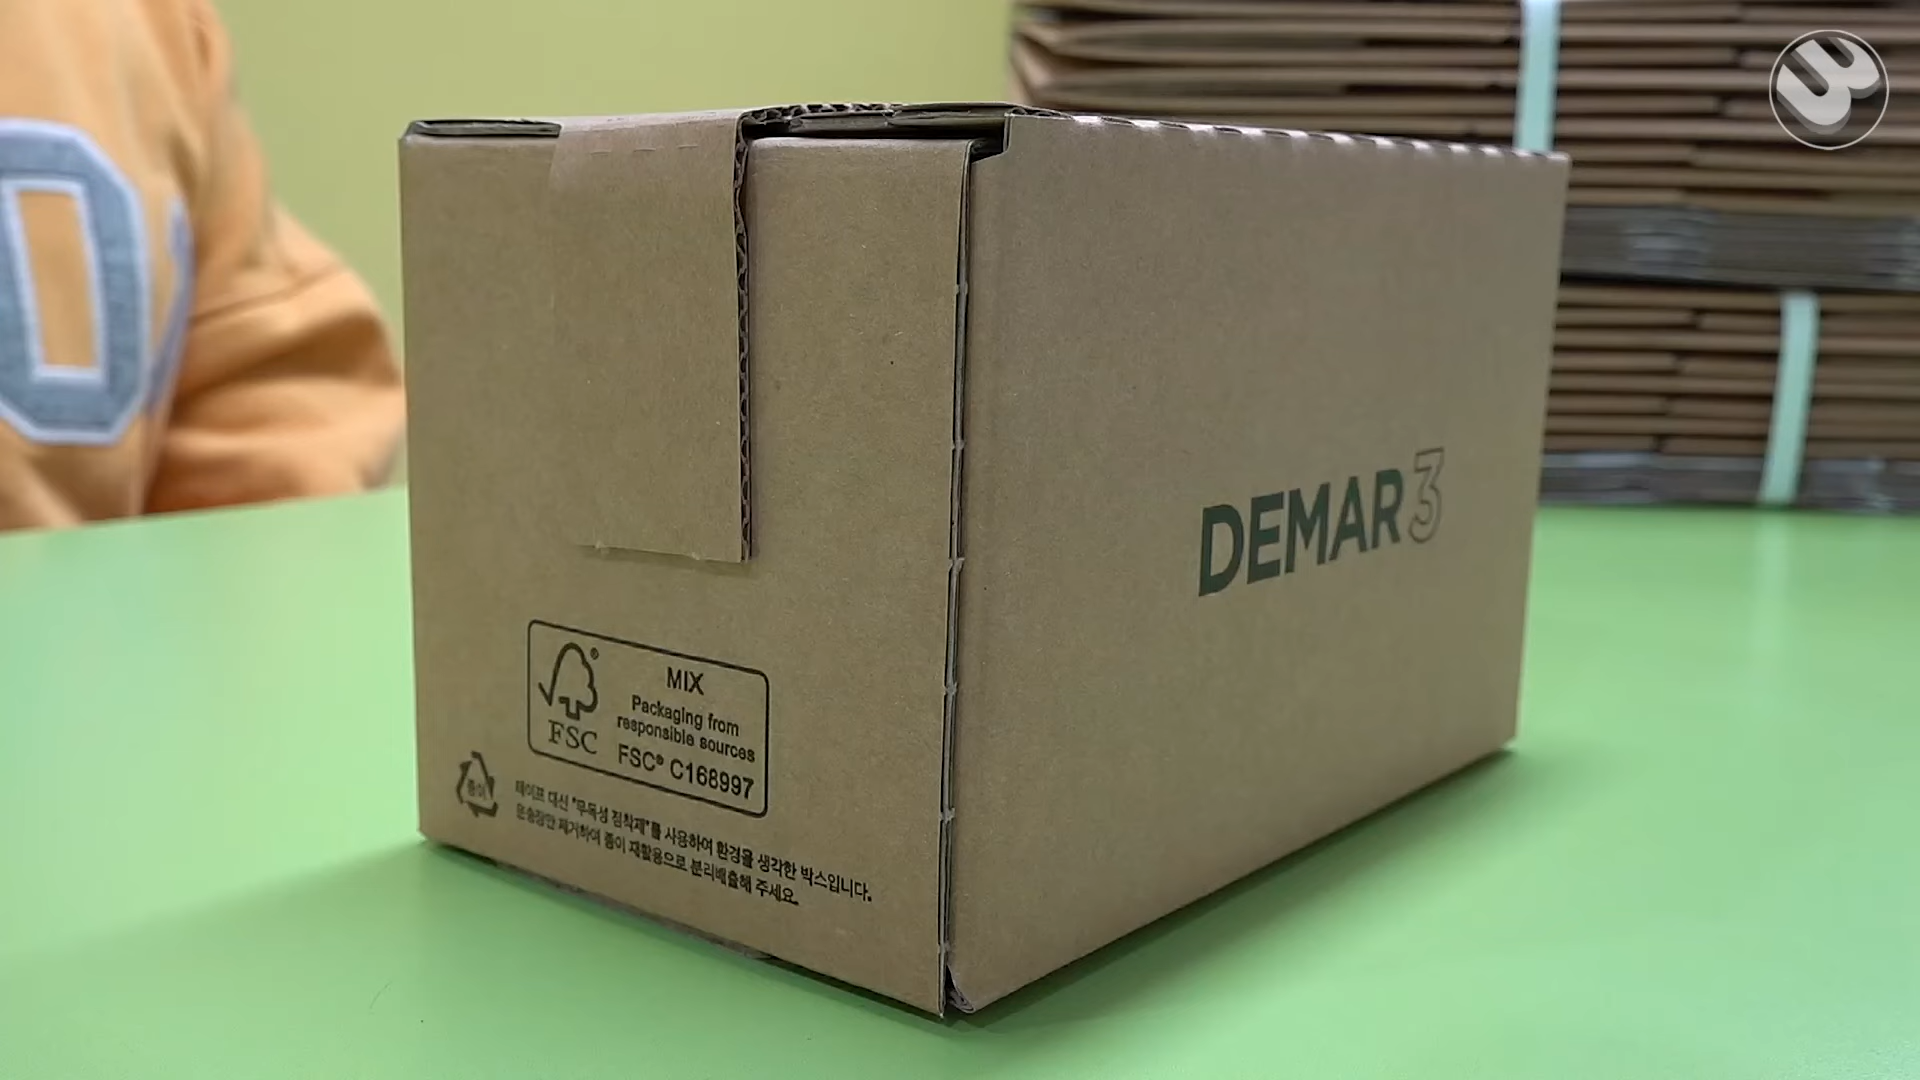 D
DEMAR3
MIX
Packaging from
responsible sources
FSC
FSC® C168997
종이
테이프 대신 "무독성 점착제"를 사용하여 환경을 생각한 박스입니다.
운송장만 제거하여 종이 재활용으로 분리배출해 주세요.